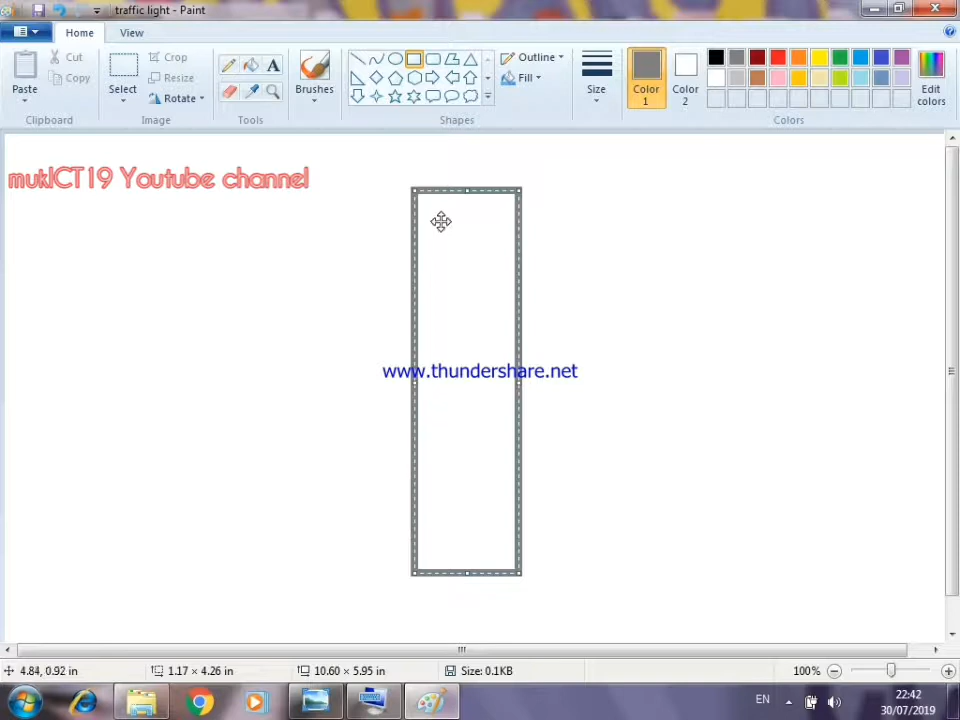 traffic light - Paint
Home
View
Paste
Cut
Copy
Clipboard
Select
Crop
Resize
Rotate
Image
A
Tools
Brushes
Outline
Fill
Shapes
Size
Color
1
Color
2
Edit
colors
Colors
mukICT19 Youtube channel
www.thundershare.net
4.84, 0.92 in
1.17 × 4.26 in
10.60 × 5.95 in
Size: 0.1KB
100%
EN
22:42
30/07/2019